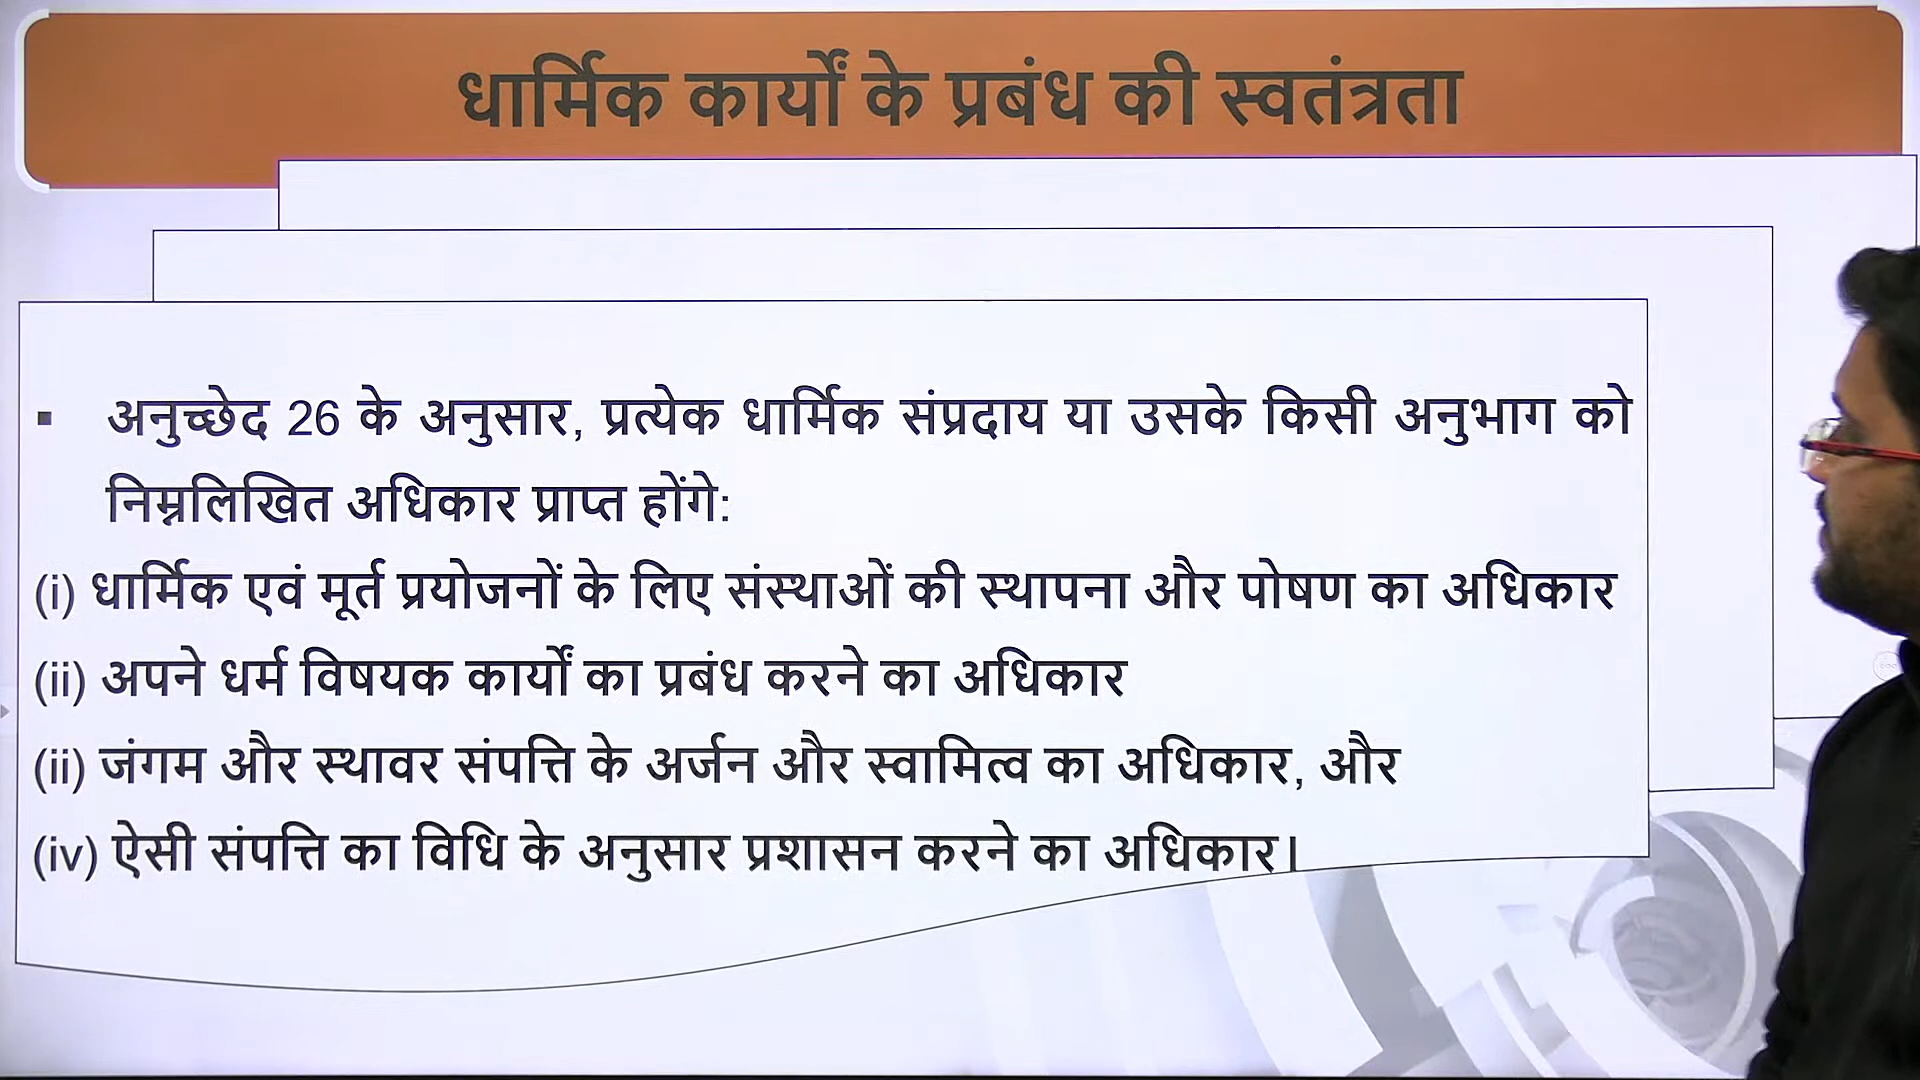 धार्मिक कार्यों के प्रबंध की स्वतंत्रता
▪ अनुच्छेद 26 के अनुसार, प्रत्येक धार्मिक संप्रदाय या उसके किसी अनुभाग को
निम्नलिखित अधिकार प्राप्त होंगे:
(i) धार्मिक एवं मूर्त प्रयोजनों के लिए संस्थाओं की स्थापना और पोषण का अधिकार
(ii) अपने धर्म विषयक कार्यों का प्रबंध करने का अधिकार
(ii) जंगम और स्थावर संपत्ति के अर्जन और स्वामित्व का अधिकार, और
(iv) ऐसी संपत्ति का विधि के अनुसार प्रशासन करने का अधिकार।